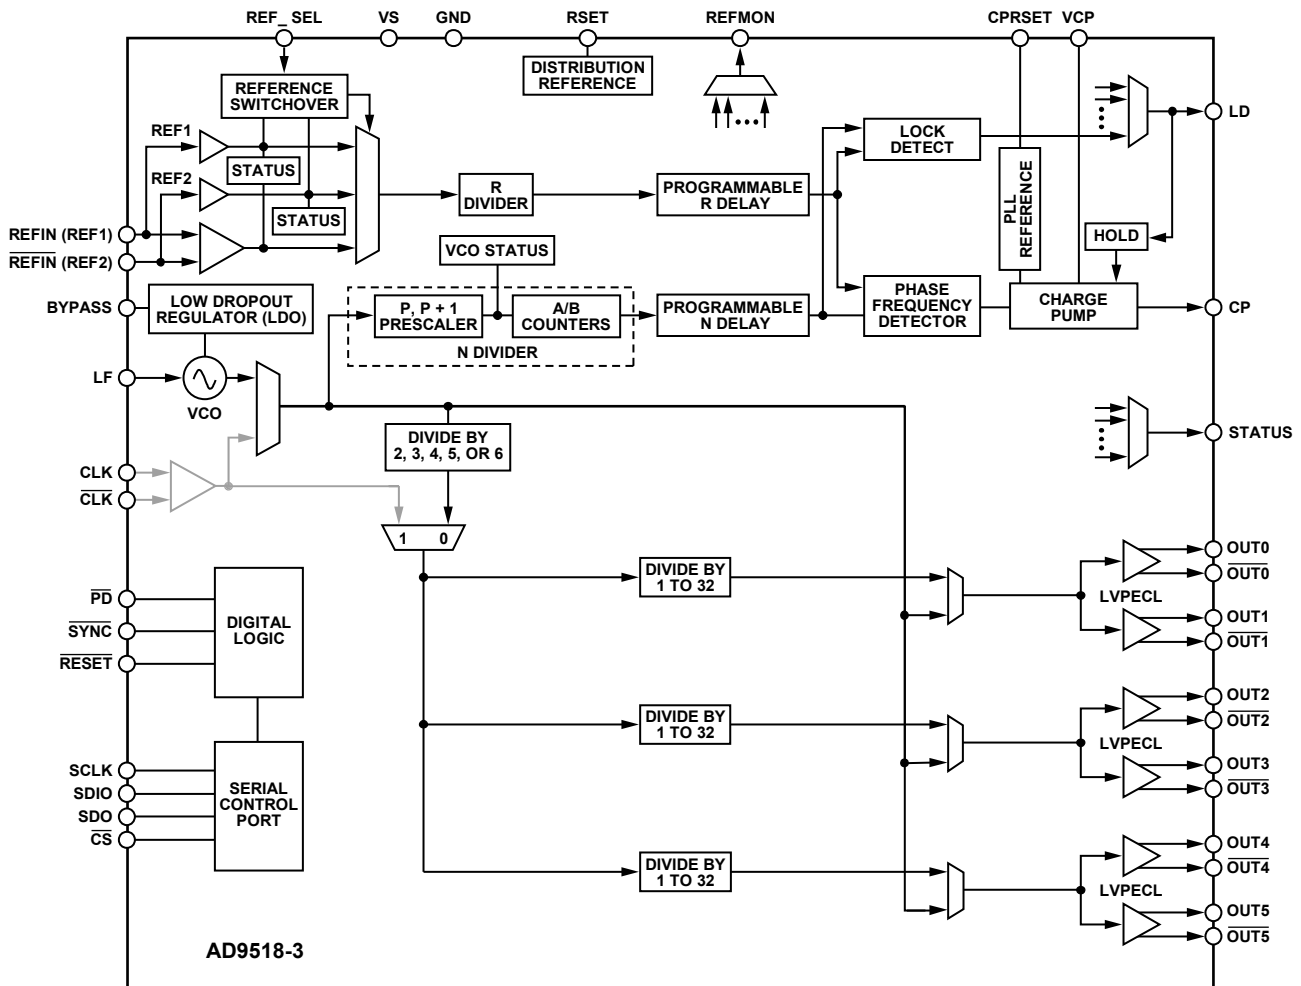 REF_ SEL
VS
GND
RSET
REFMON
CPRSET
VCP
DISTRIBUTION
REFERENCE
REFERENCE
SWITCHOVER
REF1
STATUS
REF2
STATUS
LOCK
DETECT
LD
R
DIVIDER
PROGRAMMABLE
R DELAY
PLL
REFERENCE
HOLD
REFIN (REF1)
REFIN (REF2)
BYPASS
LOW DROPOUT
REGULATOR (LDO)
VCO STATUS
P, P + 1
PRESCALER
A/B
COUNTERS
N DIVIDER
PROGRAMMABLE
N DELAY
PHASE
FREQUENCY
DETECTOR
CHARGE
PUMP
CP
LF
VCO
DIVIDE BY
2, 3, 4, 5, OR 6
STATUS
CLK
CLK
1 0
DIVIDE BY
1 TO 32
LVPECL
OUT0
OUT0
OUT1
OUT1
PD
SYNC
RESET
DIGITAL
LOGIC
DIVIDE BY
1 TO 32
LVPECL
OUT2
OUT2
OUT3
OUT3
SCLK
SDIO
SDO
CS
SERIAL
CONTROL
PORT
DIVIDE BY
1 TO 32
LVPECL
OUT4
OUT4
OUT5
OUT5
AD9518-3